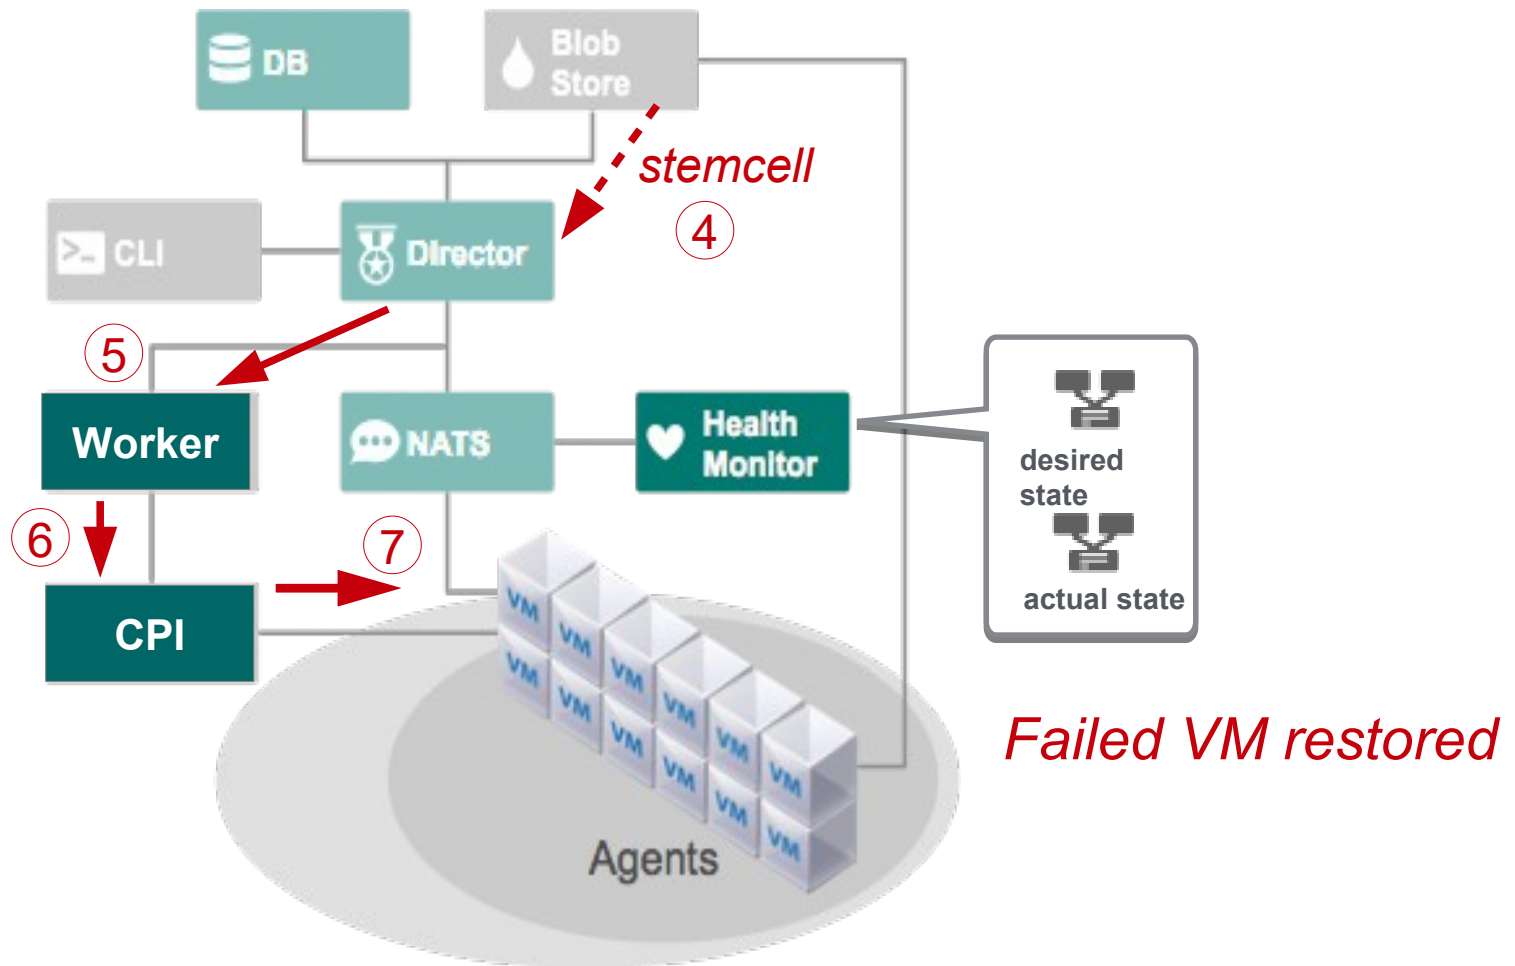 DB
Blob
Store
stemcell
4
>_ CLI
Director
5
Worker
NATS
Health
Monitor
desired
state
6
7
actual state
CPI
VM
VM
VM
VM
VM
VM
VM
VM
VM
VM
VM
VM
Failed VM restored
Agents